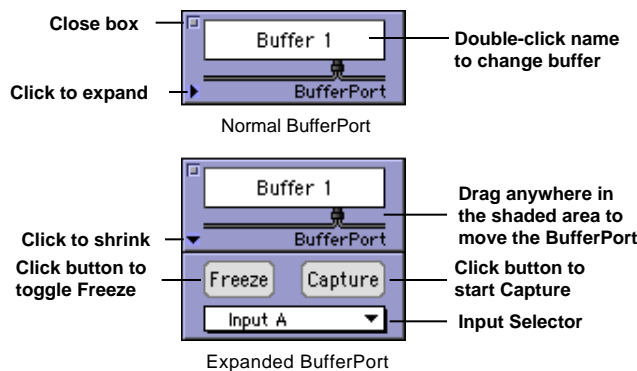 Close box
Buffer 1
Double-click name
to change buffer
Click to expand
BufferPort
Normal BufferPort
Buffer 1
Drag anywhere in
the shaded area to
move the BufferPort
Click to shrink
BufferPort
Click button to
toggle Freeze
Freeze
Capture
Click button to
start Capture
Input A
Input Selector
Expanded BufferPort